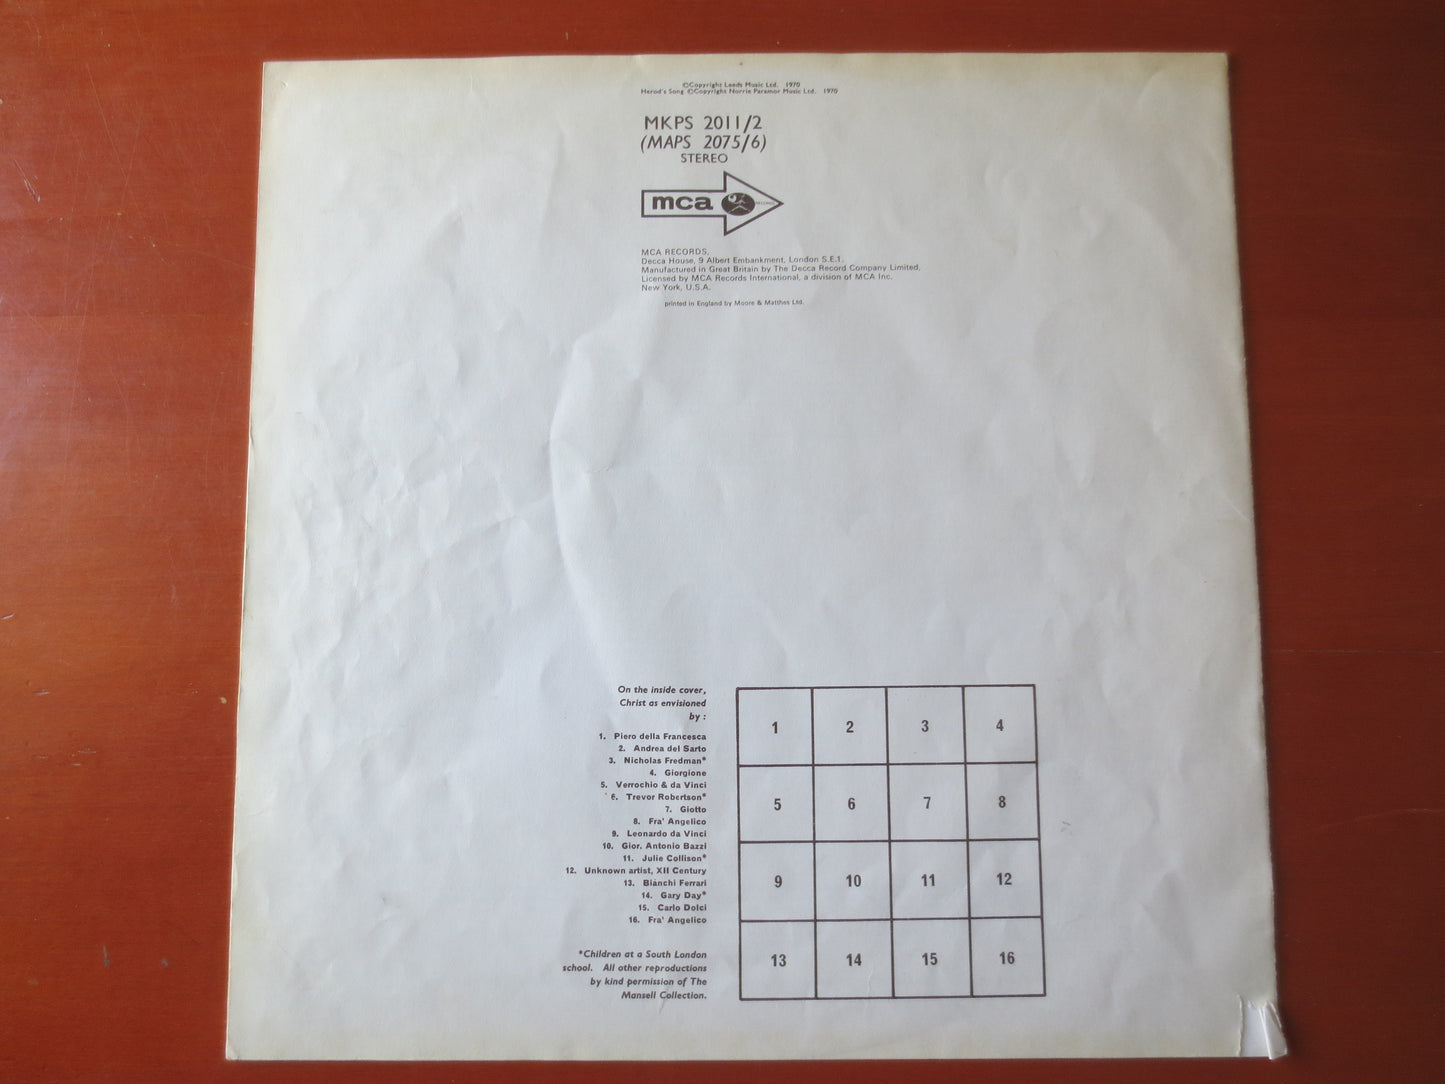 ©Copyright Leeds Music Ltd. 1970
Herod's Song ©Copyright Norrie Paramor Music Ltd. 1970
MKPS 2011/2
(MAPS 2075/6)
STEREO
mca RECORDS
MCA RECORDS,
Decca House, 9 Albert Embankment, London S.E.1.
Manufactured in Great Britain by The Decca Record Company Limited,
Licensed by MCA Records International, a division of MCA Inc.
New York, U.S.A.
printed in England by Moore & Matthes Ltd.
On the inside cover,
Christ as envisioned
by :
1. Piero della Francesca
2. Andrea del Sarto
3. Nicholas Fredman*
4. Giorgione
5. Verrochio & da Vinci
6. Trevor Robertson*
7. Giotto
8. Fra' Angelico
9. Leonardo da Vinci
10. Gior. Antonio Bazzi
11. Julie Collison*
12. Unknown artist, XII Century
13. Bianchi Ferrari
14. Gary Day*
15. Carlo Dolci
16. Fra' Angelico
*Children at a South London
school. All other reproductions
by kind permission of The
Mansell Collection.
1 2 3 4
5 6 7 8
9 10 11 12
13 14 15 16